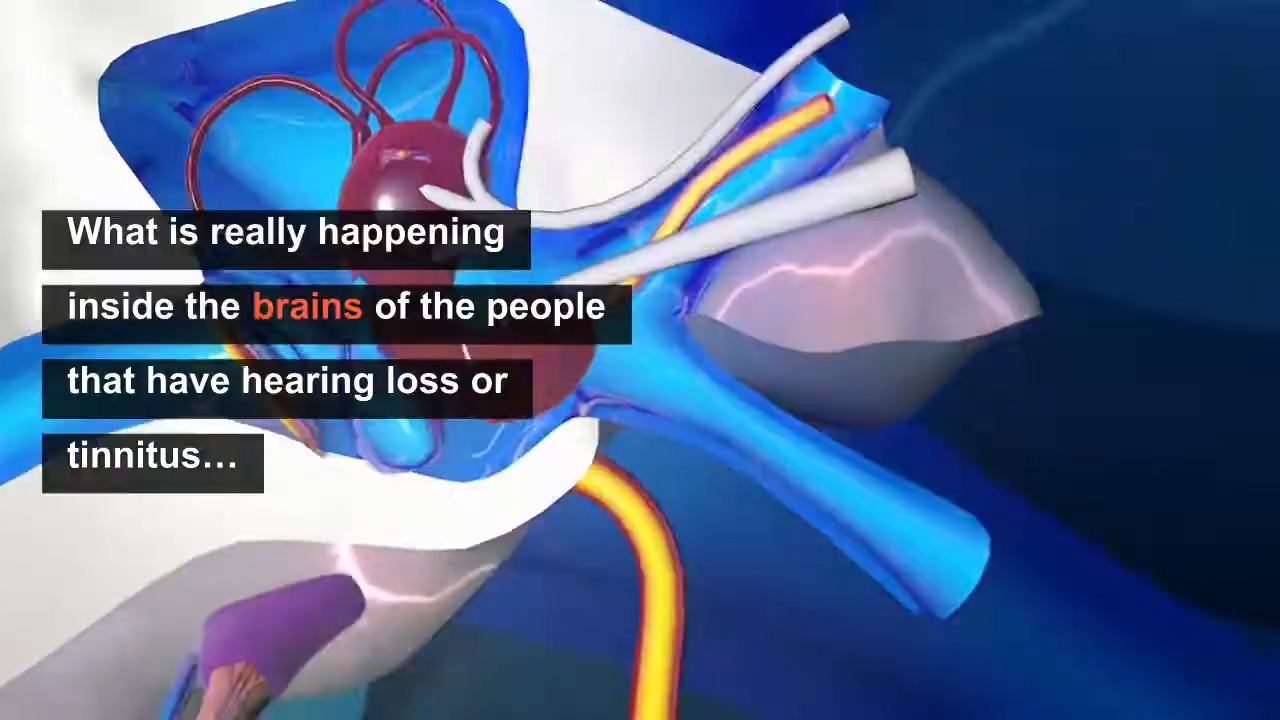 What is really happening
inside the brains of the people
that have hearing loss or
tinnitus...